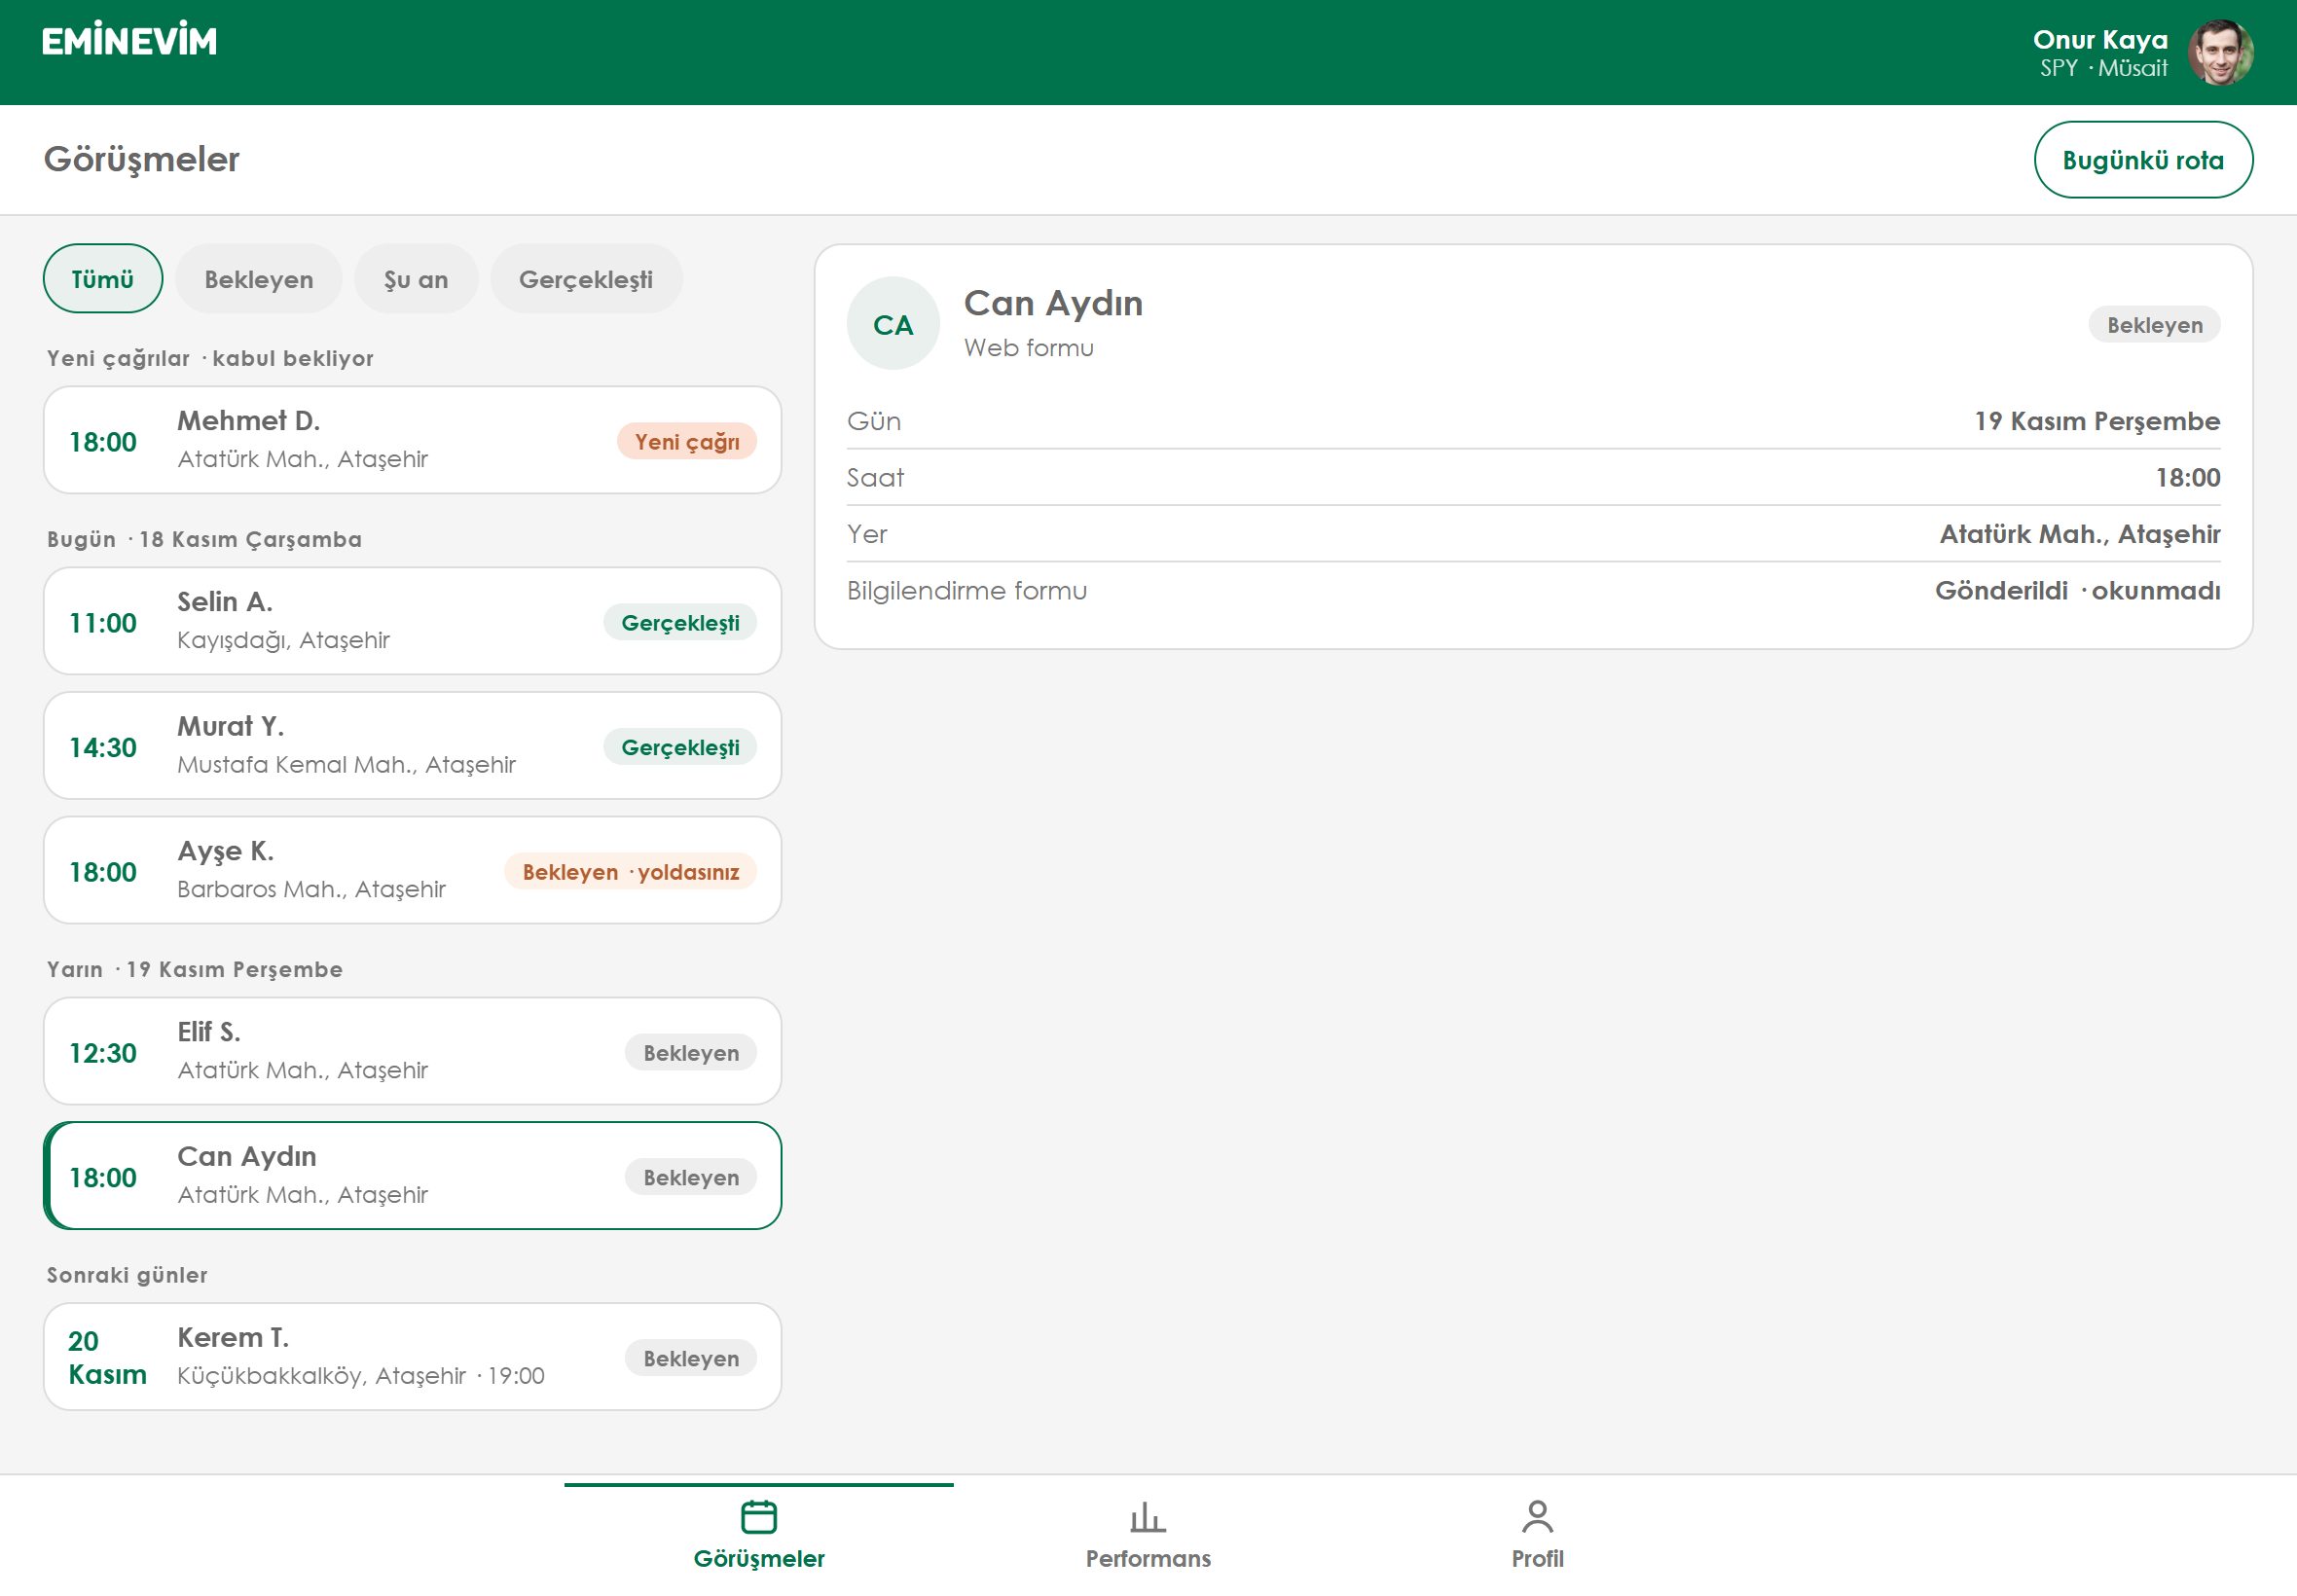 EMİNEVİM
Onur Kaya
SPY · Müsait
Görüşmeler
Bugünkü rota
Tümü
Bekleyen
Şu an
Gerçekleşti
Yeni çağrılar · kabul bekliyor
18:00
Mehmet D.
Atatürk Mah., Ataşehir
Yeni çağrı
Bugün · 18 Kasım Çarşamba
11:00
Selin A.
Kayışdağı, Ataşehir
Gerçekleşti
14:30
Murat Y.
Mustafa Kemal Mah., Ataşehir
Gerçekleşti
18:00
Ayşe K.
Barbaros Mah., Ataşehir
Bekleyen · yoldasınız
Yarın · 19 Kasım Perşembe
12:30
Elif S.
Atatürk Mah., Ataşehir
Bekleyen
18:00
Can Aydın
Atatürk Mah., Ataşehir
Bekleyen
Sonraki günler
20
Kasım
Kerem T.
Küçükbakkalköy, Ataşehir · 19:00
Bekleyen
CA
Can Aydın
Web formu
Bekleyen
Gün
19 Kasım Perşembe
Saat
18:00
Yer
Atatürk Mah., Ataşehir
Bilgilendirme formu
Gönderildi · okunmadı
Görüşmeler
Performans
Profil